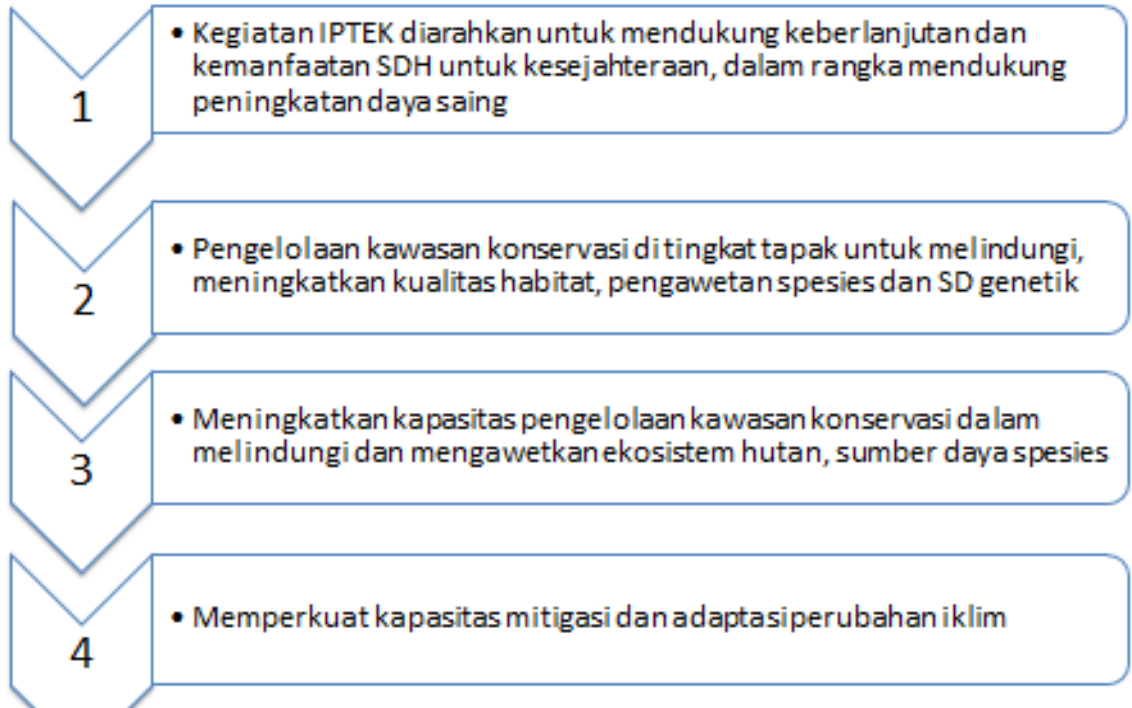 1
• Kegiatan IPTEK diarahkan untuk mendukung keberlanjutan dan
kemanfaatan SDH untuk kesejahteraan, dalam rangka mendukung
peningkatan daya saing
2
• Pengelolaan kawasan konservasi di tingkat tapak untuk melindungi,
meningkatkan kualitas habitat, pengawetan spesies dan SD genetik
3
• Meningkatkan kapasitas pengelolaan kawasan konservasi dalam
melindungi dan mengawetkan ekosistem hutan, sumber daya spesies
4
• Memperkuat kapasitas mitigasi dan adaptasi perubahan iklim